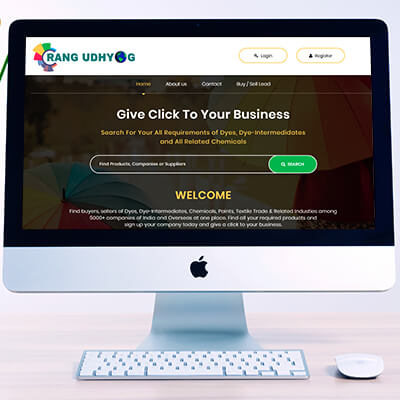 RANG UDHYOG
Login
Register
Home
About us
Contact
Buy / Sell Lead
Give Click To Your Business
Search For Your All Requirements of Dyes, Dye-Intermedidates
and All Related Chemicals
Find Products, Companies or Suppliers
SEARCH
WELCOME
Find buyers, sellers of Dyes, Dye-Intermediates, Chemicals, Paints, Textile Trade & Related Industries among
5000+ companies of India and Overseas at one place. Find all your required products and
sign up your company today and give a click to your business.